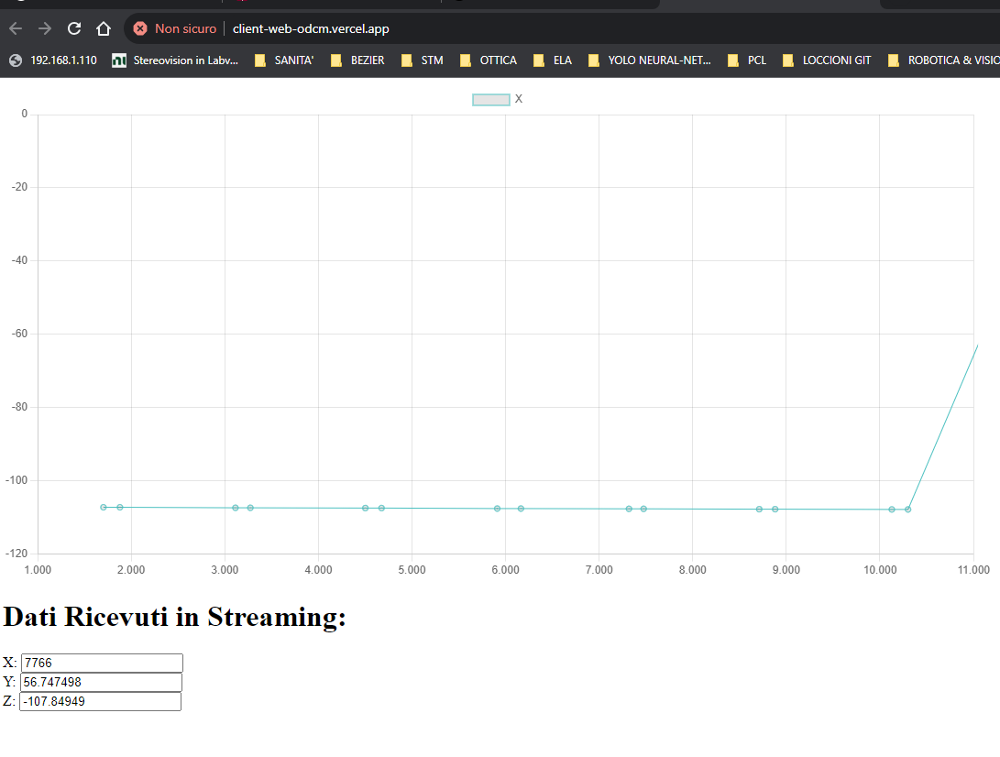 Non sicuro client-web-odcm.vercel.app
192.168.1.110 Stereovision in Labv... SANITA' BEZIER STM OTTICA ELA YOLO NEURAL-NET... PCL LOCCIONI GIT ROBOTICA & VISIO
X
0
-20
-40
-60
-80
-100
-120
1.000 2.000 3.000 4.000 5.000 6.000 7.000 8.000 9.000 10.000 11.000
Dati Ricevuti in Streaming:
X: 7766
Y: 56.747498
Z: -107.84949